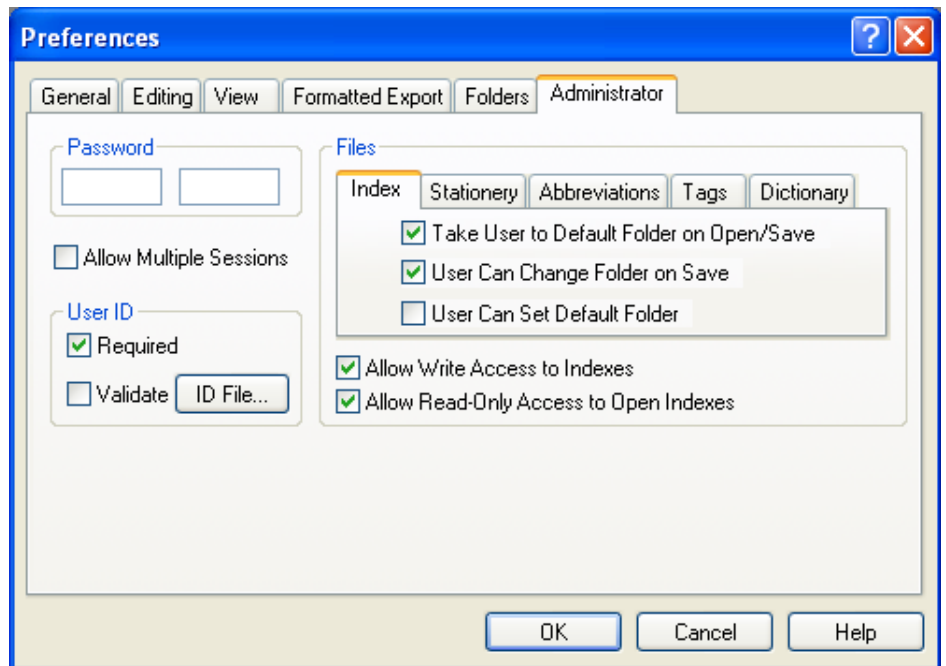 Preferences
General Editing View Formatted Export Folders Administrator
Password
Allow Multiple Sessions
User ID
Required
Validate ID File...
Files
Index Stationery Abbreviations Tags Dictionary
Take User to Default Folder on Open/Save
User Can Change Folder on Save
User Can Set Default Folder
Allow Write Access to Indexes
Allow Read-Only Access to Open Indexes
OK Cancel Help